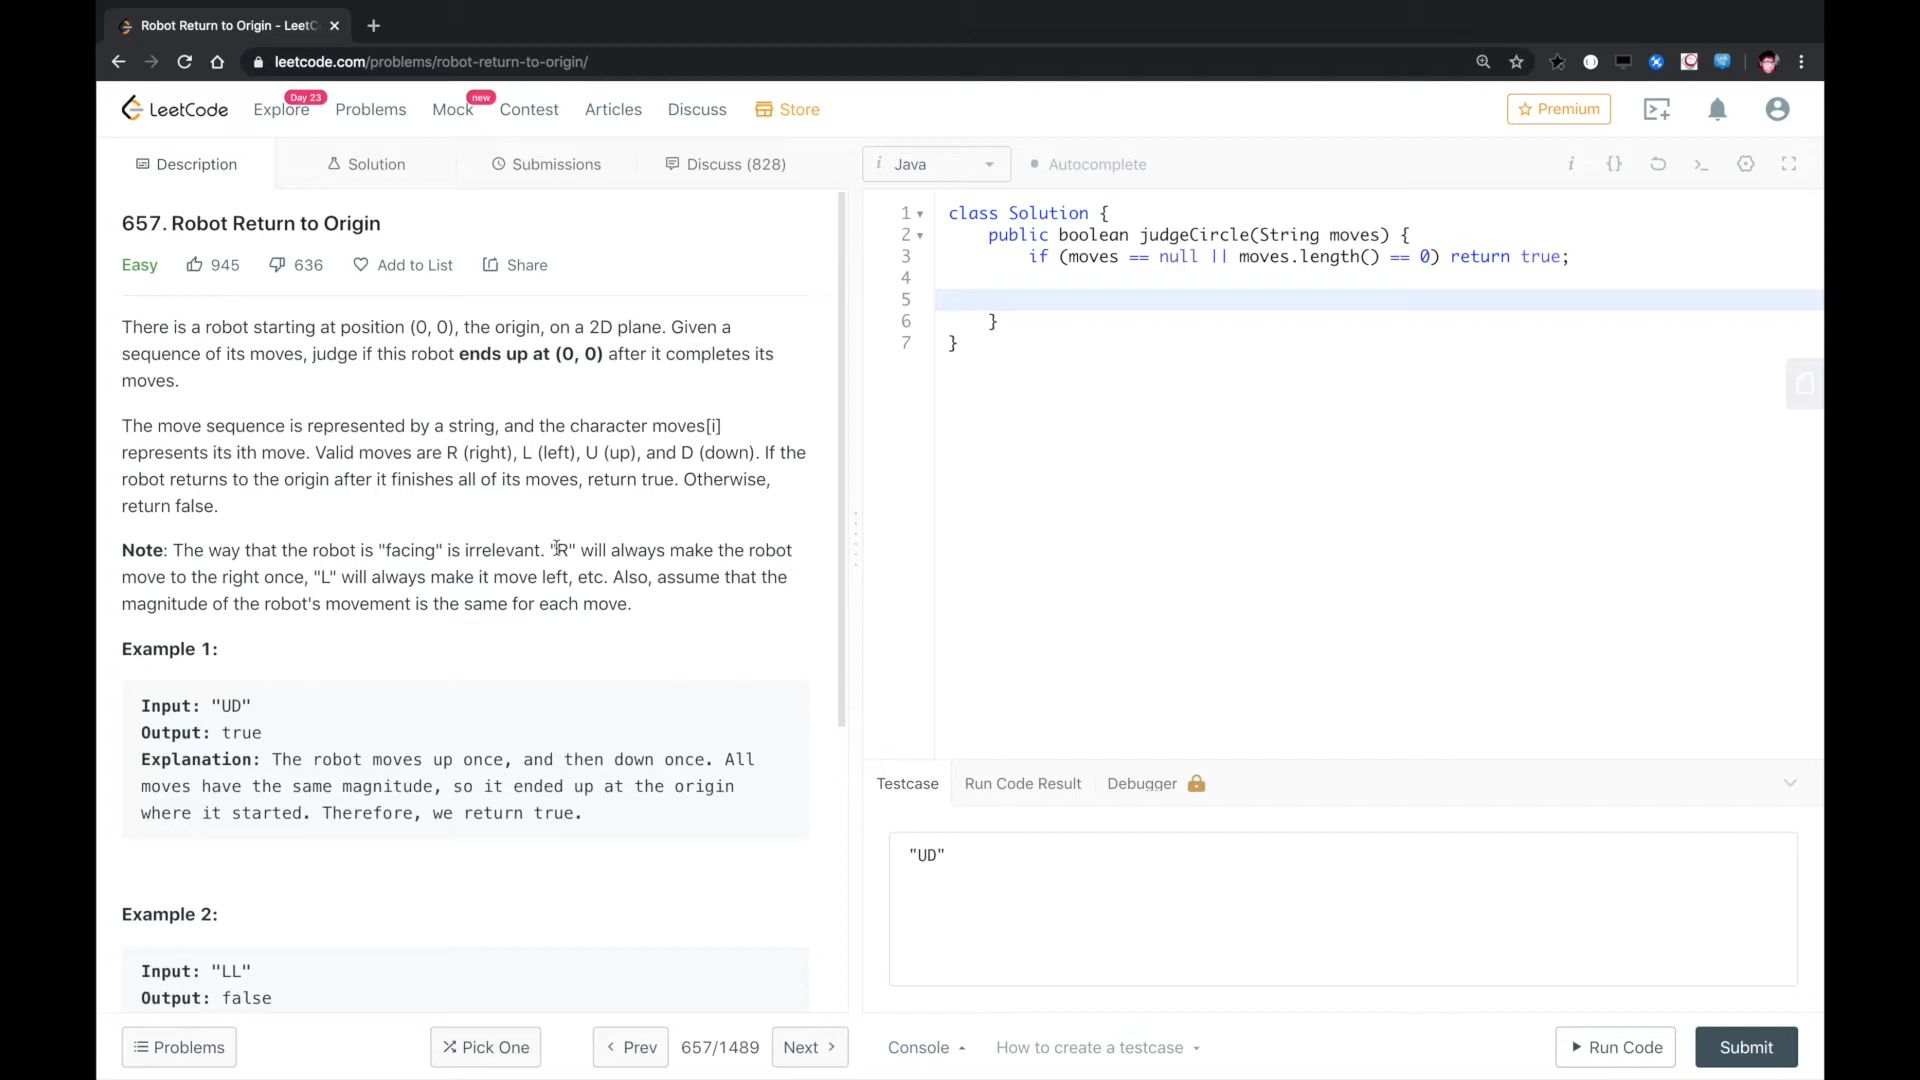 Robot Return to Origin - LeetC
leetcode.com/problems/robot-return-to-origin/
LeetCode
Explore
Day 23
Problems
Mock
new
Contest
Articles
Discuss
Store
Premium
Description
Solution
Submissions
Discuss (828)
i Java
Autocomplete
657. Robot Return to Origin
Easy
945
636
Add to List
Share
There is a robot starting at position (0, 0), the origin, on a 2D plane. Given a
sequence of its moves, judge if this robot ends up at (0, 0) after it completes its
moves.
The move sequence is represented by a string, and the character moves[i]
represents its ith move. Valid moves are R (right), L (left), U (up), and D (down). If the
robot returns to the origin after it finishes all of its moves, return true. Otherwise,
return false.
Note: The way that the robot is "facing" is irrelevant. "R" will always make the robot
move to the right once, "L" will always make it move left, etc. Also, assume that the
magnitude of the robot's movement is the same for each move.
Example 1:
Input: "UD"
Output: true
Explanation: The robot moves up once, and then down once. All
moves have the same magnitude, so it ended up at the origin
where it started. Therefore, we return true.
Example 2:
Input: "LL"
Output: false
Problems
Pick One
Prev
657/1489
Next
1 class Solution {
2 public boolean judgeCircle(String moves) {
3 if (moves == null || moves.length() == 0) return true;
4
5
6 }
7 }
Testcase
Run Code Result
Debugger
"UD"
Console
How to create a testcase
Run Code
Submit